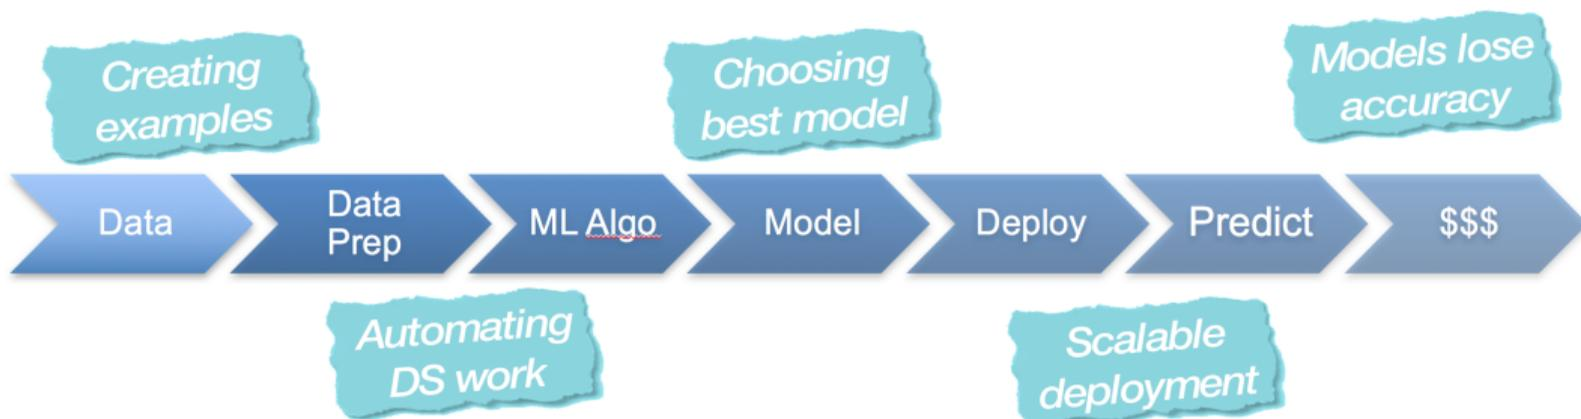 Creating
examples
Choosing
best model
Models lose
accuracy
Data
Data
Prep
ML Algo
Model
Deploy
Predict
$$$
Automating
DS work
Scalable
deployment